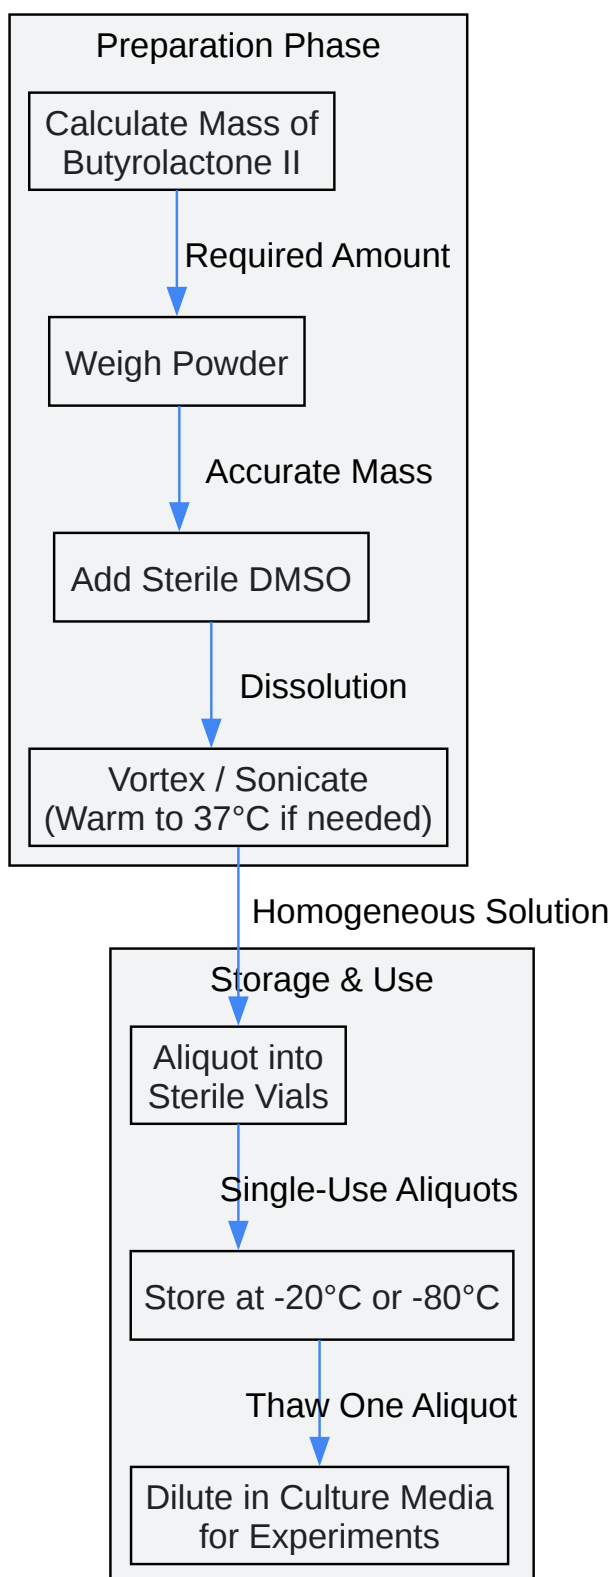 Preparation Phase
Calculate Mass of
Butyrolactone II
Required Amount
Weigh Powder
Accurate Mass
Add Sterile DMSO
Dissolution
Vortex / Sonicate
(Warm to 37°C if needed)
Homogeneous Solution
Storage & Use
Aliquot into
Sterile Vials
Single-Use Aliquots
Store at -20°C or -80°C
Thaw One Aliquot
Dilute in Culture Media
for Experiments